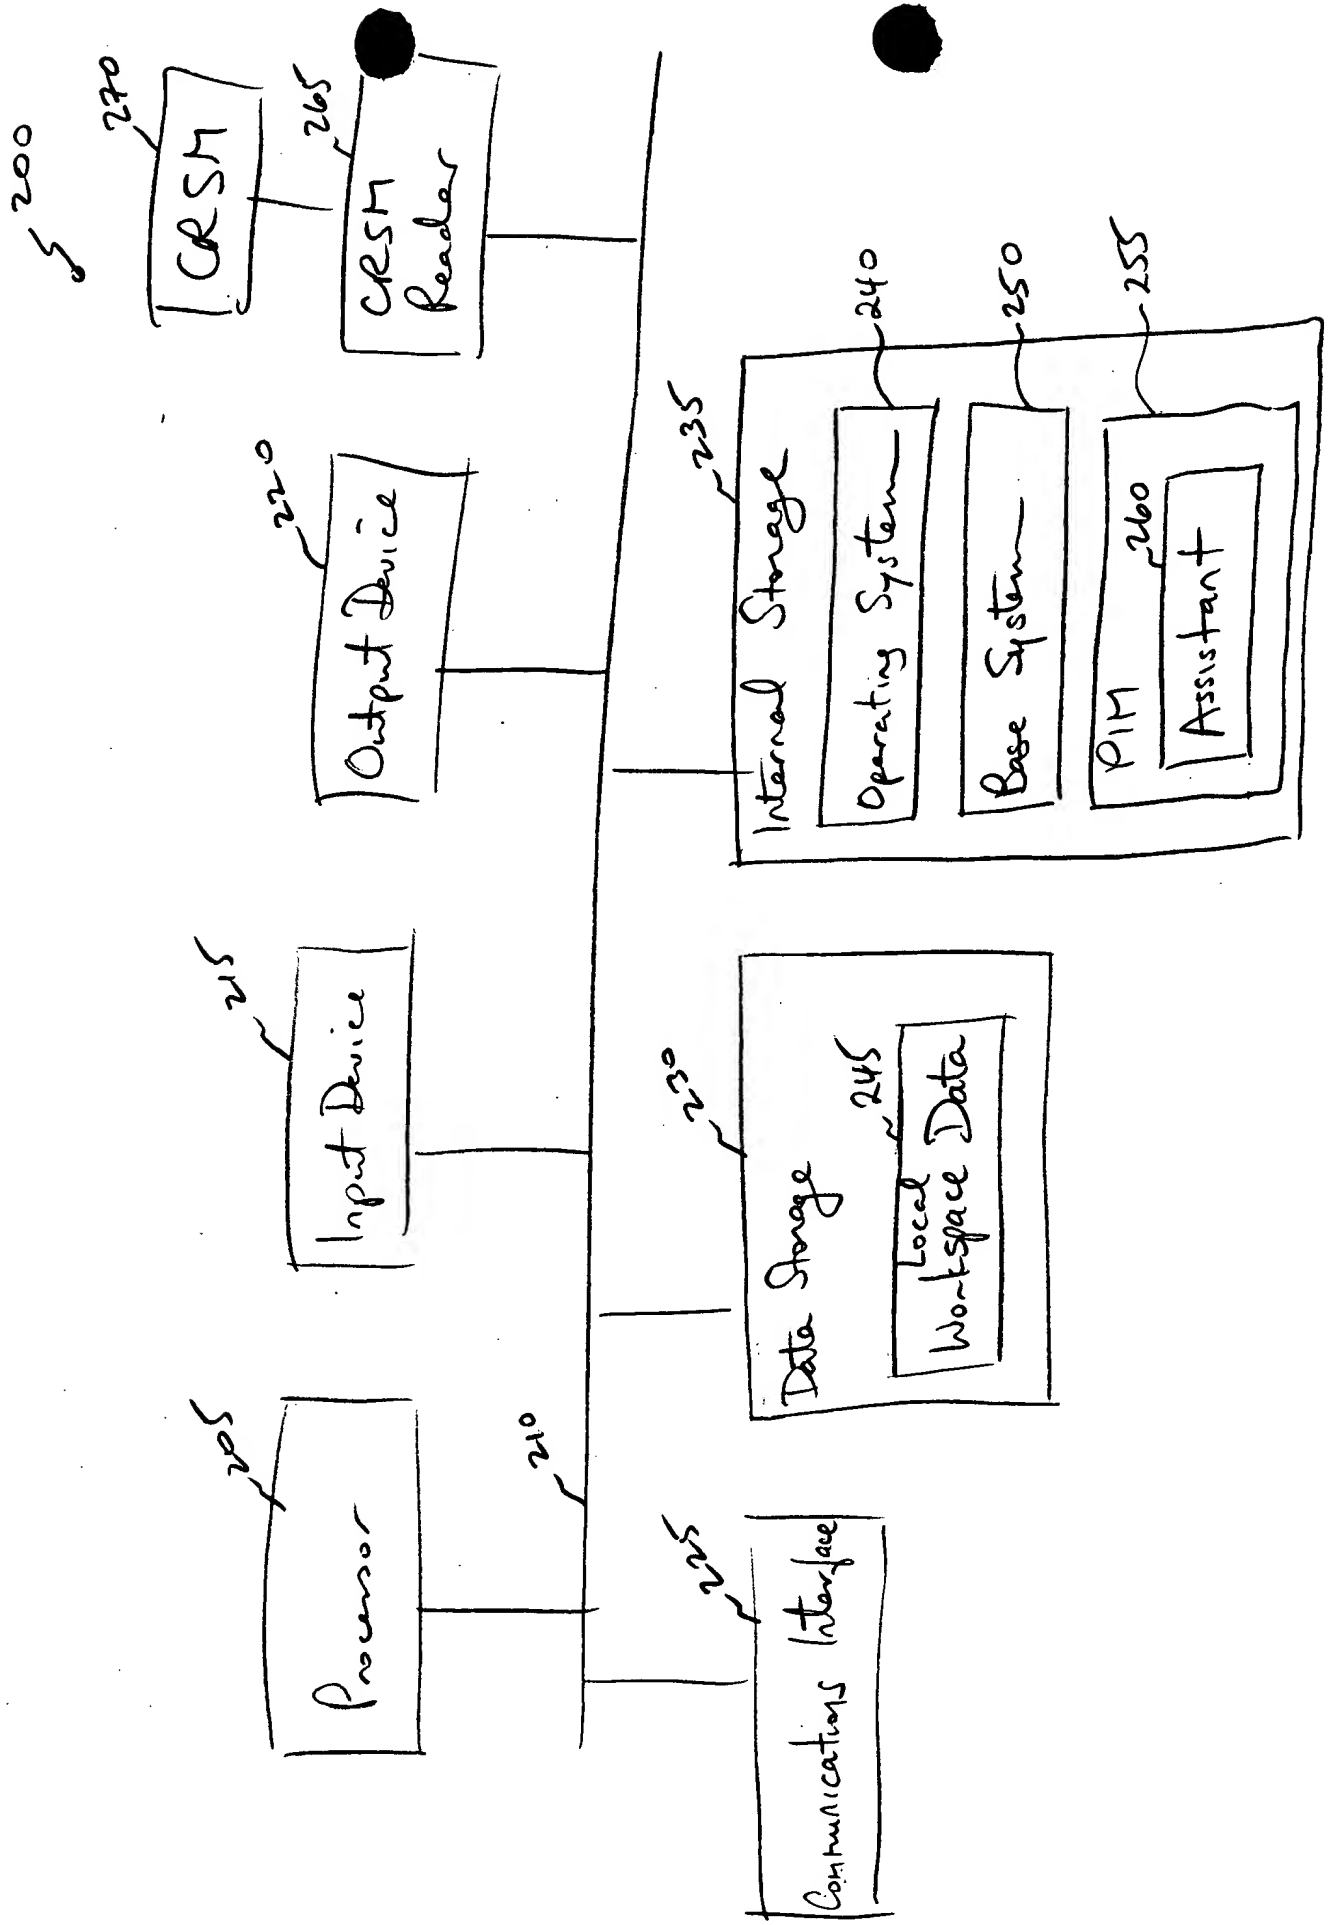 200
205
Processor
215
Input Device
220
Output Device
270
CRSM
265
CRSM
Reader
210
225
Communications Interface
230
Data Storage
245
Local
Workspace Data
235
Internal Storage
Operating System
240
Base System
250
PIM
255
260
Assistant